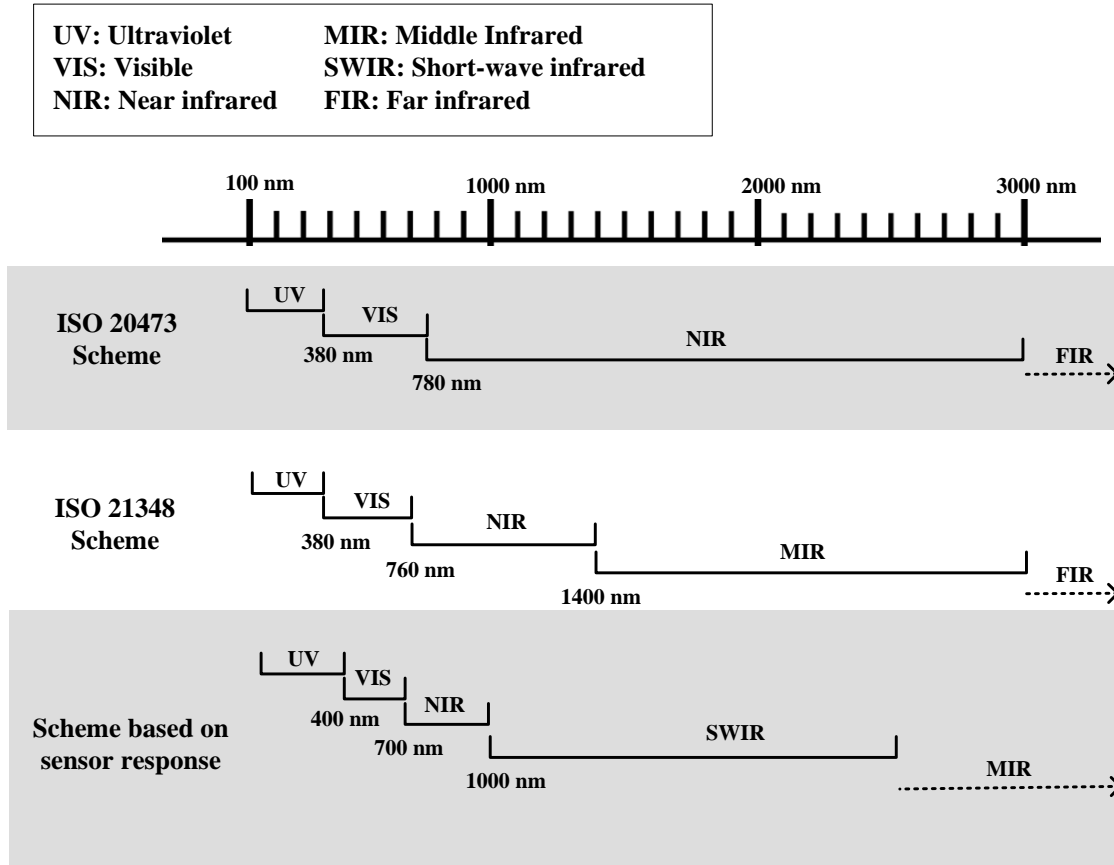 UV: Ultraviolet MIR: Middle Infrared
VIS: Visible SWIR: Short-wave infrared
NIR: Near infrared FIR: Far infrared
100 nm 1000 nm 2000 nm 3000 nm
ISO 20473
Scheme
UV
VIS
NIR
FIR
380 nm
780 nm
ISO 21348
Scheme
UV
VIS
NIR
MIR
FIR
380 nm
760 nm
1400 nm
Scheme based on
sensor response
UV
VIS
NIR
SWIR
MIR
400 nm
700 nm
1000 nm